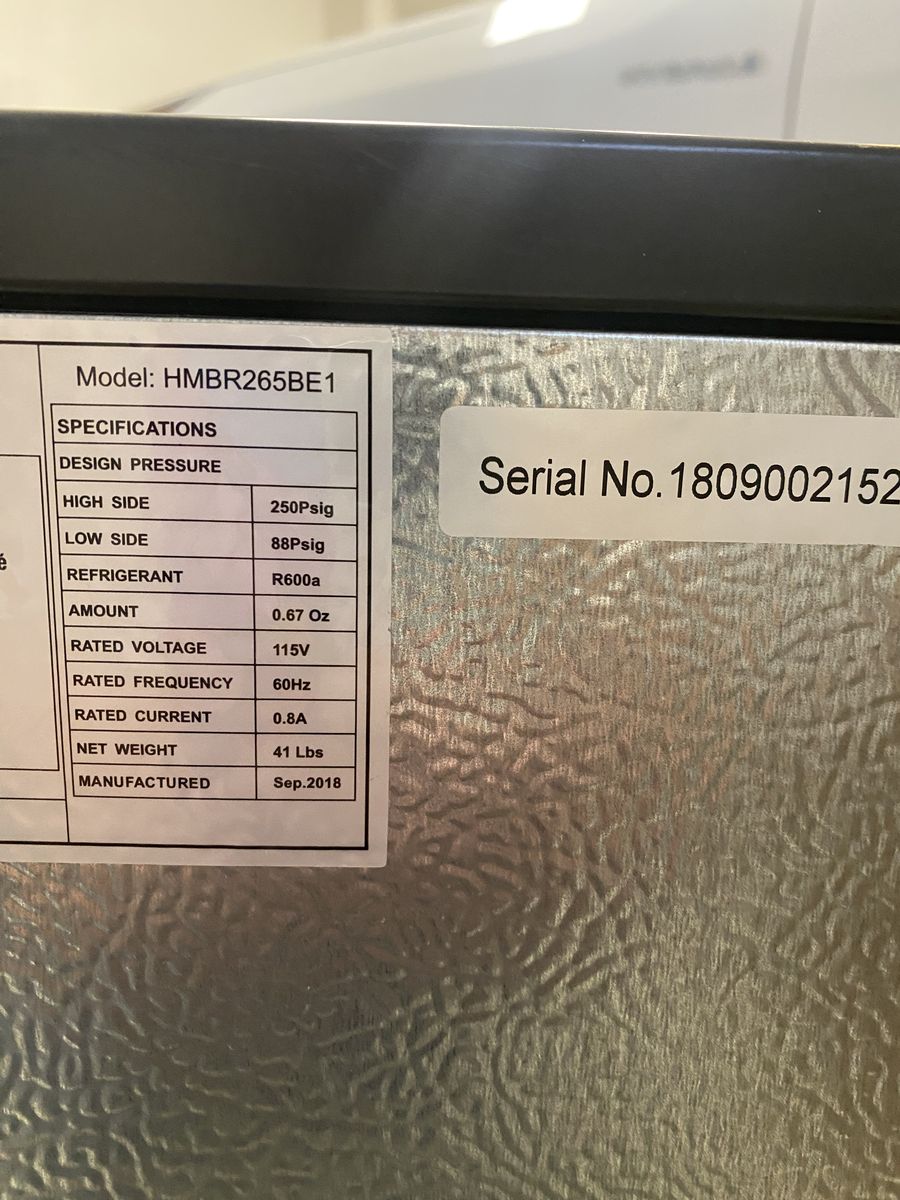 Model: HMBR265BE1
SPECIFICATIONS
DESIGN PRESSURE
HIGH SIDE 250Psig
LOW SIDE 88Psig
REFRIGERANT R600a
AMOUNT 0.67 Oz
RATED VOLTAGE 115V
RATED FREQUENCY 60Hz
RATED CURRENT 0.8A
NET WEIGHT 41 Lbs
MANUFACTURED Sep.2018
é
Serial No.1809002152